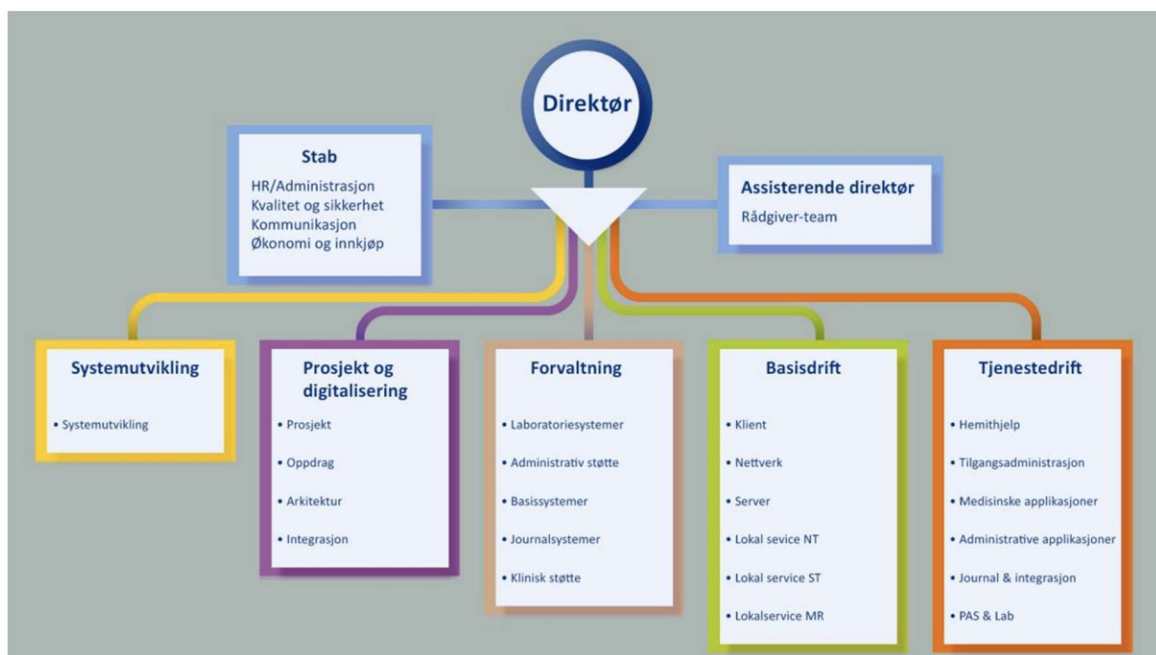 Direktør
Stab
HR/Administrasjon
Kvalitet og sikkerhet
Kommunikasjon
Økonomi og innkjøp
Assisterende direktør
Rådgiver-team
Systemutvikling
• Systemutvikling
Prosjekt og
digitalisering
• Prosjekt
• Oppdrag
• Arkitektur
• Integrasjon
Forvaltning
• Laboratoriesystemer
• Administrativ støtte
• Basissystemer
• Journalsystemer
• Klinisk støtte
Basisdrift
• Klient
• Nettverk
• Server
• Lokal sevice NT
• Lokal service ST
• Lokalservice MR
Tjenestedrift
• Hemithjelp
• Tilgangsadministrasjon
• Medisinske applikasjoner
• Administrative applikasjoner
• Journal & integrasjon
• PAS & Lab